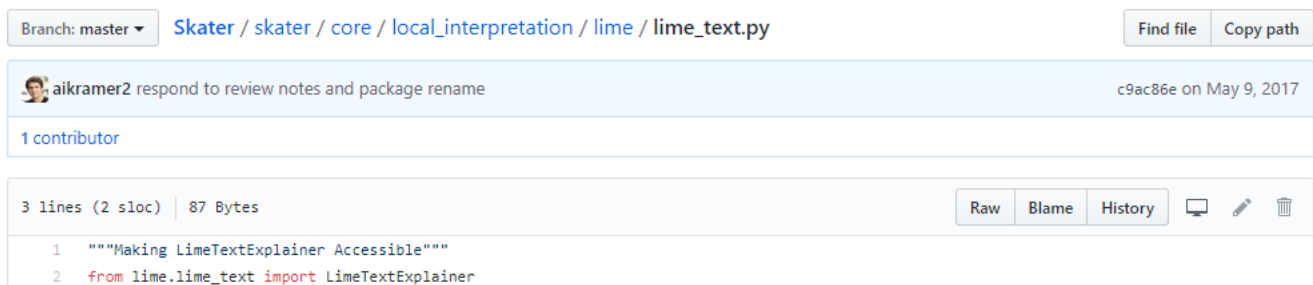 Branch: master Skater / skater / core / local_interpretation / lime / lime_text.py Find file Copy path
aikramer2 respond to review notes and package rename c9ac86e on May 9, 2017
1 contributor
3 lines (2 sloc) 87 Bytes Raw Blame History
1 """Making LimeTextExplainer Accessible"""
2 from lime.lime_text import LimeTextExplainer